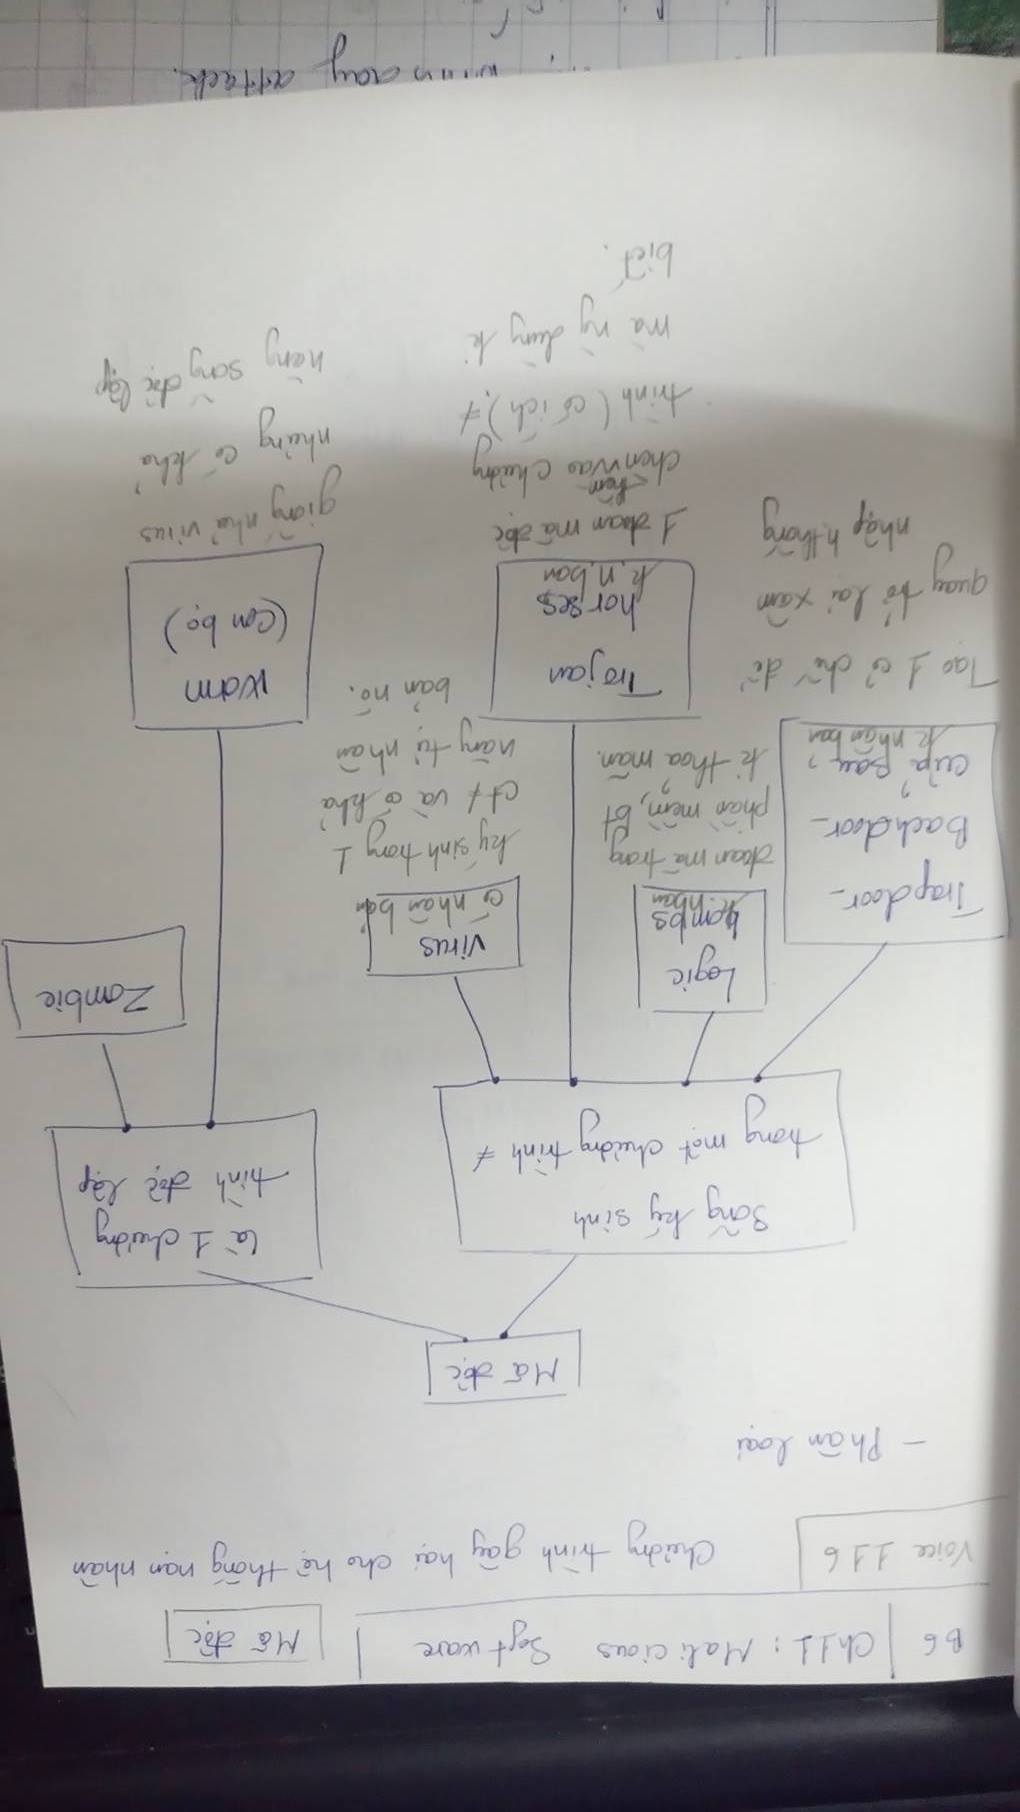 B6 Ch11: Malicious Software Mã độc
Voice 116
Chương trình gây hại cho hệ thống nạn nhân
- Phân loại
Mã độc
Sống ký sinh
trong một chương trình ≠
là 1 chương
trình độc lập
Trapdoor_
Bachdoor_
cửa sau
k nhân bản
Tạo 1 cơ chế để
quay trở lại xâm
nhập h.thống
Logic
bombs
k. nhân
đoạn mã trong
phần mềm, bt
k thoả mãn.
Trojan
horses
k. n. bản
1 đoạn mã độc
thêm
chèn vào chương
trình (có ích) ≠
mà ng dùng k
biết.
virus
có nhân bản
ký sinh trong 1
ct ≠ và có khả
năng tự nhân
bản nó.
Worm
(con bọ)
giống như virus
nhưng có khả
năng sống độc lập
Zombie
day attack.